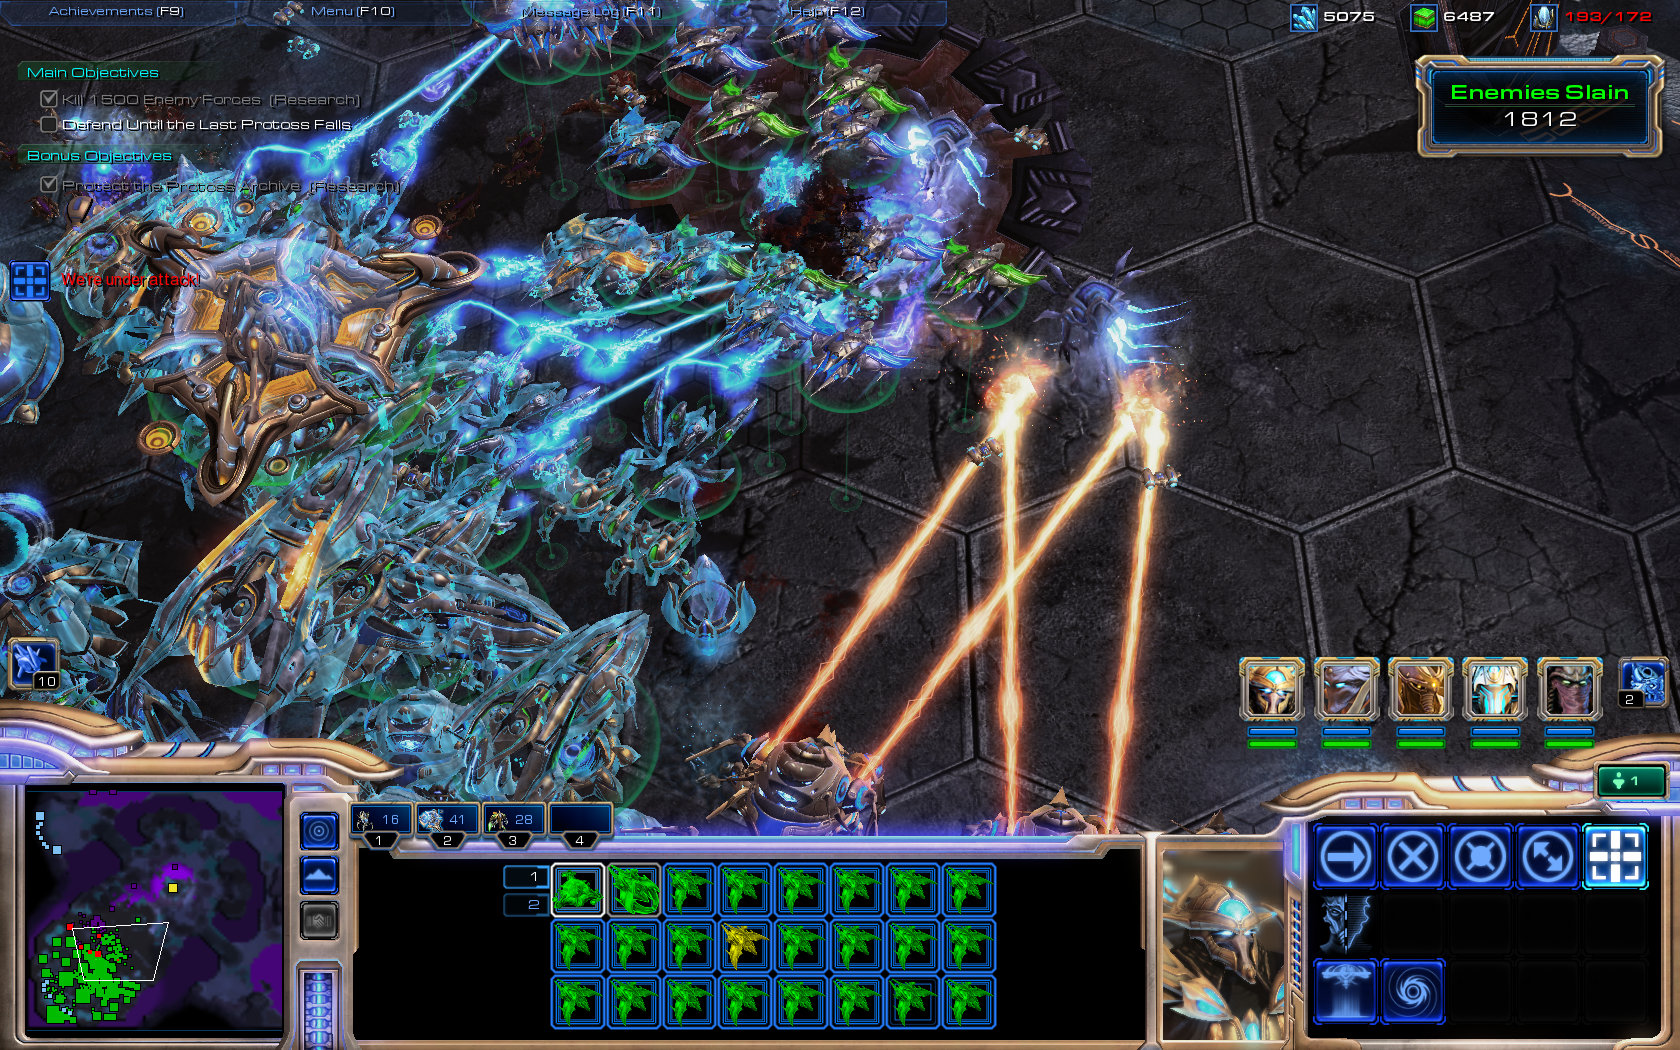 Achievements (F9)
Menu (F10)
Message Log (F11)
Help (F12)
5075
6487
193/172
Main Objectives
Kill 1500 Enemy Forces (Research)
Defend Until the Last Protoss Falls
Bonus Objectives
Protect the Protoss Archive (Research)
Enemies Slain
1812
We're under attack!
10
2
1
16
41
28
1
2
3
4
1
2